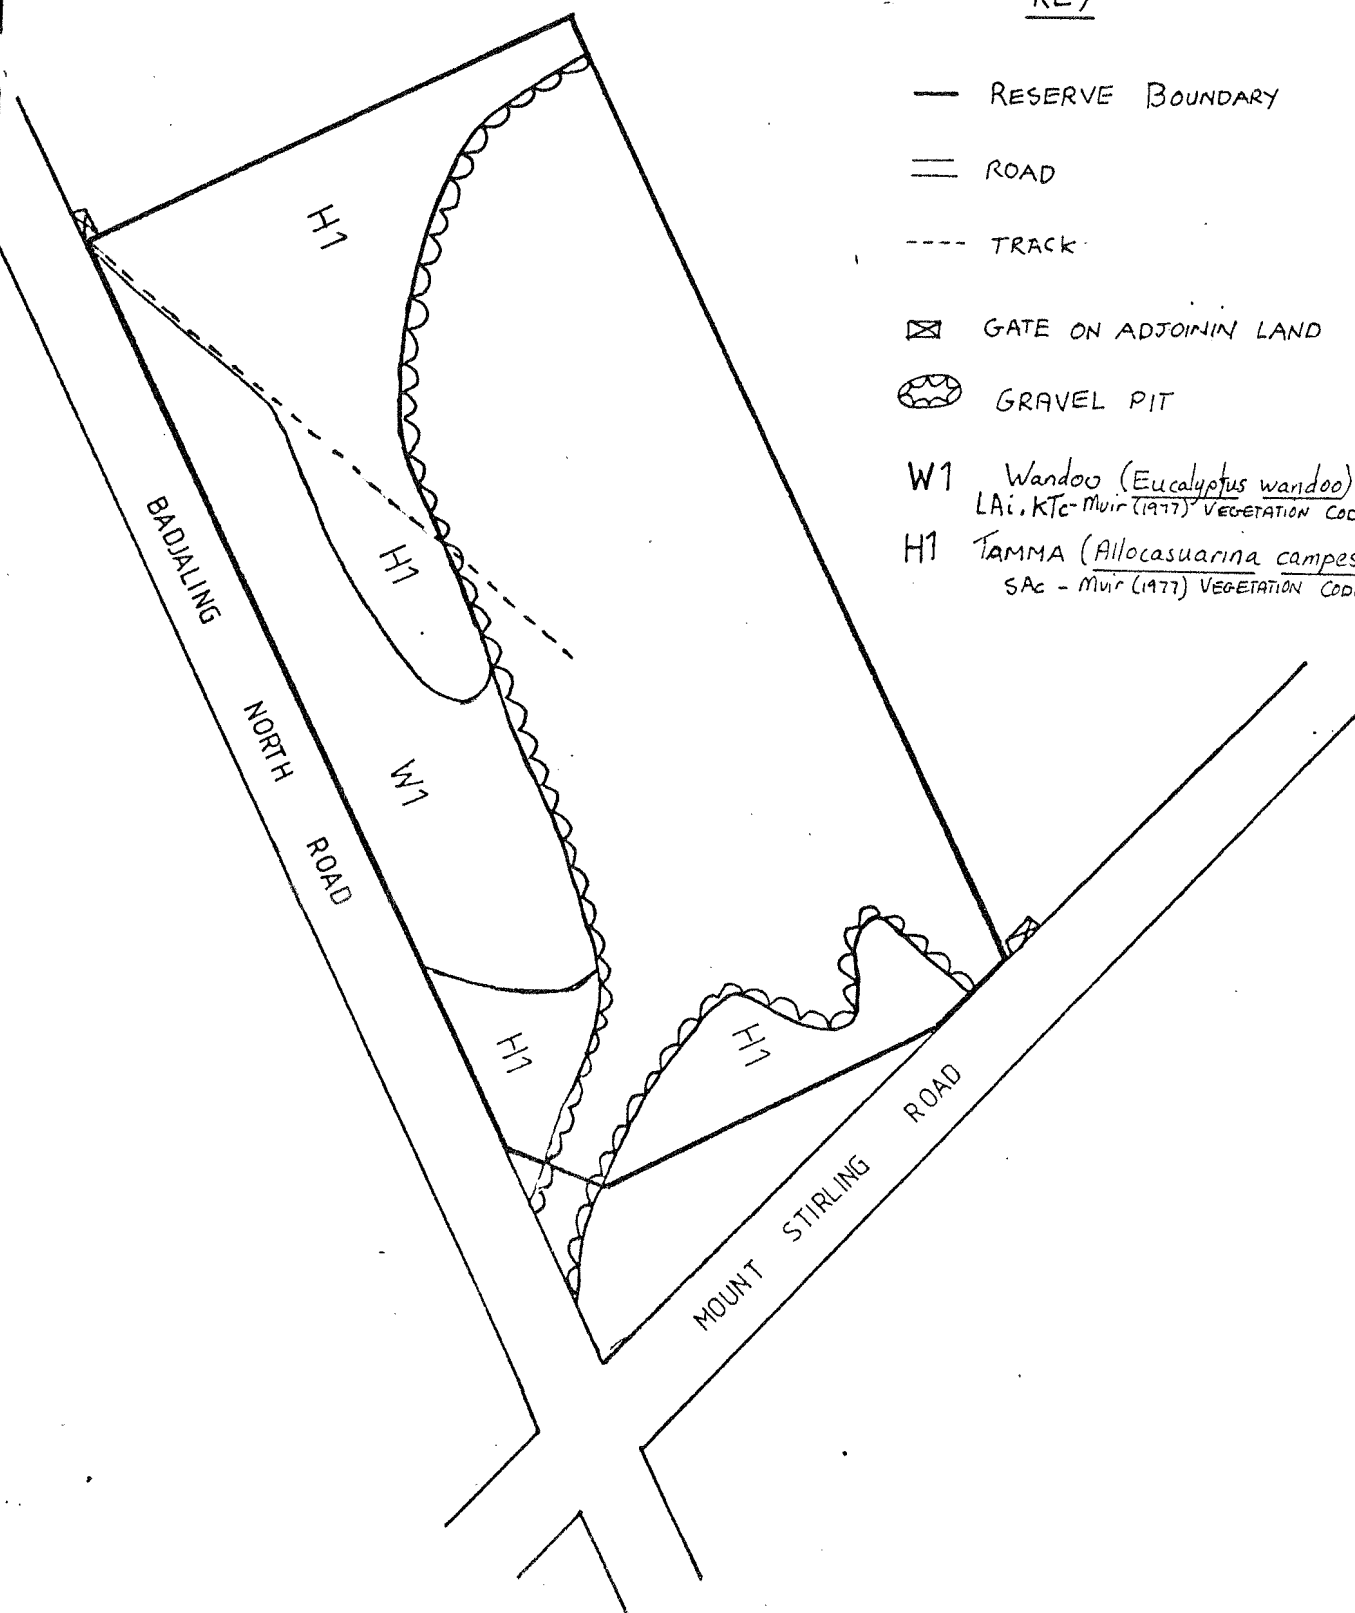 KEY
RESERVE BOUNDARY
ROAD
TRACK
GATE ON ADJOININ LAND
GRAVEL PIT
W1 Wandoo (Eucalyptus wandoo)
LAi.KTc-Muir (1977) VEGETATION COD
H1 TAMMA (Allocasuarina campes
SAc - Muir (1977) VEGETATION COD
H1
H1
W1
H1
H1
BADJALING NORTH ROAD
MOUNT STIRLING ROAD